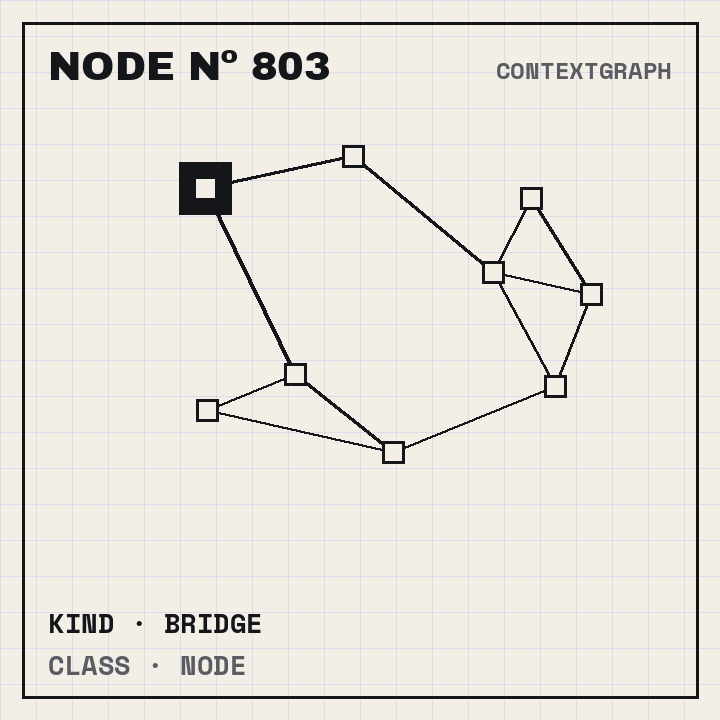 NODE Nº 803
CONTEXTGRAPH
KIND · BRIDGE
CLASS · NODE